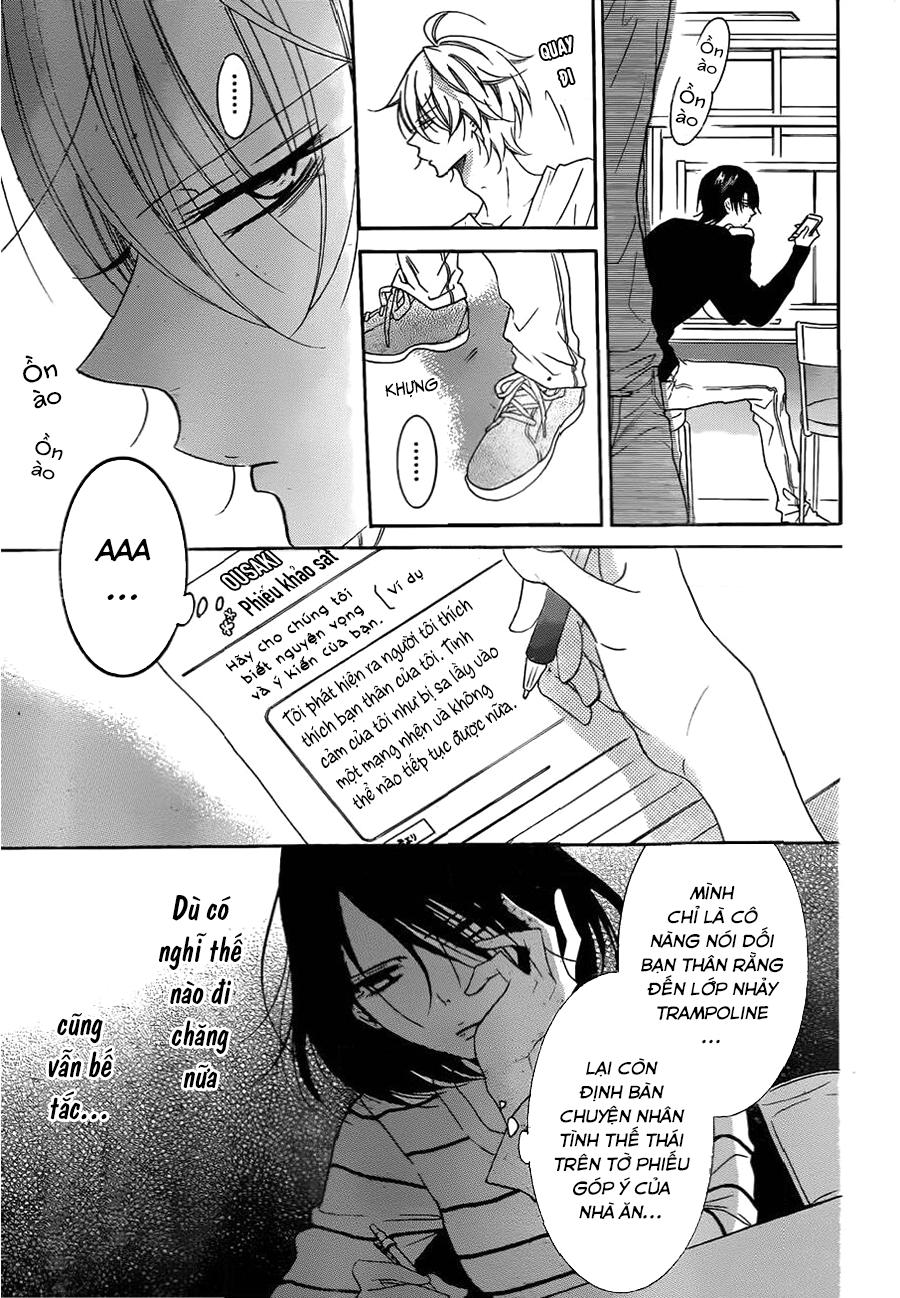 Ồn
ào
Ồn
ào
QUAY
ĐI
KHỰNG
Ồn
ào
Ồn
ào
AAA
...
OUSAKI
Phiếu khảo sát
Hãy cho chúng tôi
biết nguyện vọng
và ý kiến của bạn.
Ví dụ
Tôi phát hiện ra người tôi thích
thích bạn thân của tôi. Tình
cảm của tôi như bị sa lầy vào
một mạng nhện và không
thể nào tiếp tục được nữa.
MÌNH
CHỈ LÀ CÔ
NÀNG NÓI DỐI
BẠN THÂN RẰNG
ĐẾN LỚP NHẢY
TRAMPOLINE
...
LẠI CÒN
ĐỊNH BÀN
CHUYỆN NHÂN
TÌNH THẾ THÁI
TRÊN TỜ PHIẾU
GÓP Ý CỦA
NHÀ ĂN...
Dù có
nghĩ thế
nào đi
chăng
nữa
cũng
vẫn bế
tắc...